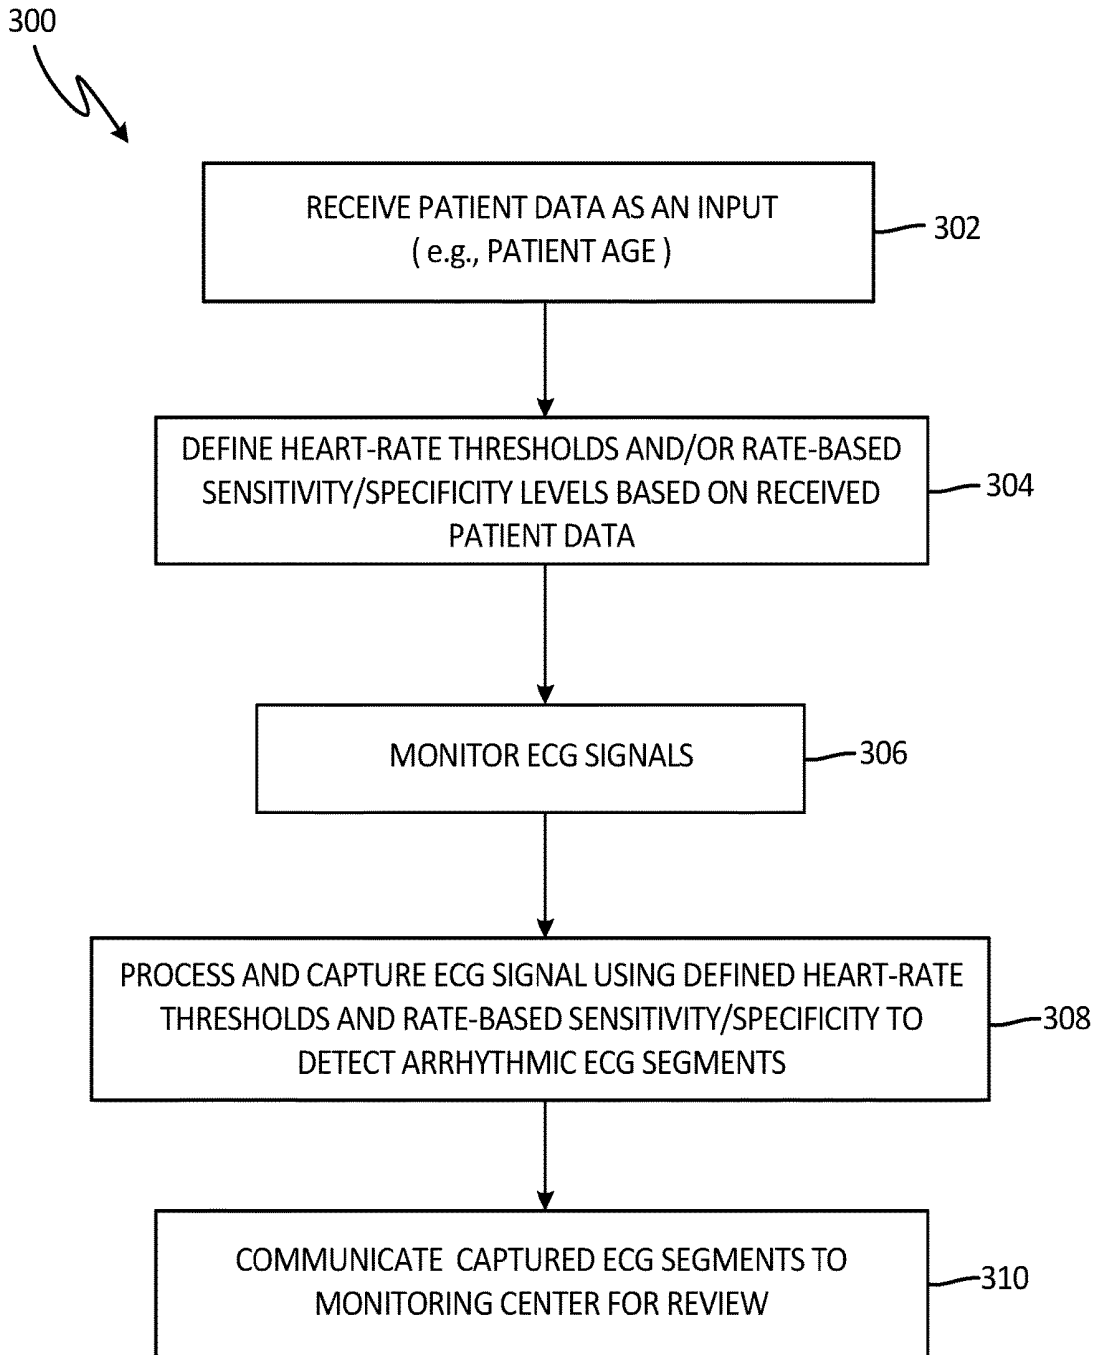 300
RECEIVE PATIENT DATA AS AN INPUT
( e.g., PATIENT AGE )
302
DEFINE HEART-RATE THRESHOLDS AND/OR RATE-BASED
SENSITIVITY/SPECIFICITY LEVELS BASED ON RECEIVED
PATIENT DATA
304
MONITOR ECG SIGNALS
306
PROCESS AND CAPTURE ECG SIGNAL USING DEFINED HEART-RATE
THRESHOLDS AND RATE-BASED SENSITIVITY/SPECIFICITY TO
DETECT ARRHYTHMIC ECG SEGMENTS
308
COMMUNICATE CAPTURED ECG SEGMENTS TO
MONITORING CENTER FOR REVIEW
310